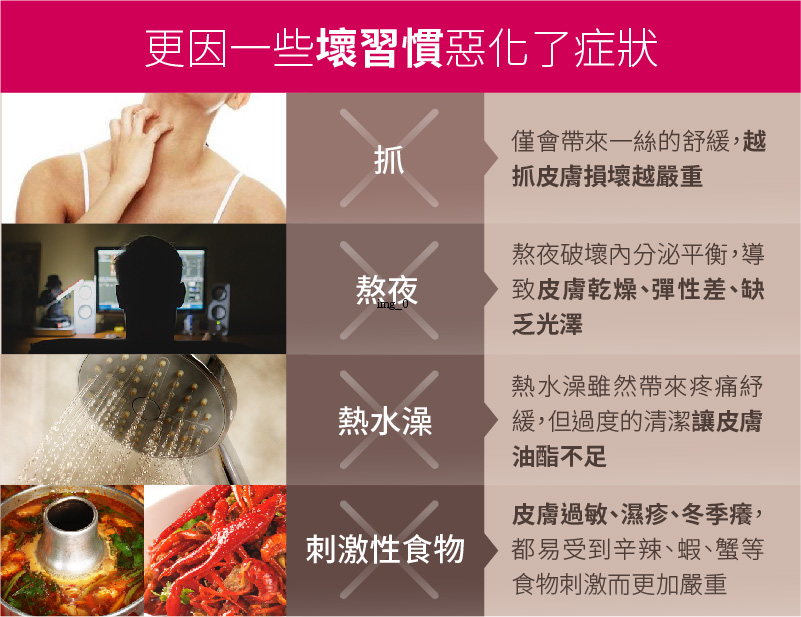 更因一些壞習慣惡化了症狀
抓
僅會帶來一絲的舒緩，越
抓皮膚損壞越嚴重
熬夜
img_0
熬夜破壞內分泌平衡，導
致皮膚乾燥、彈性差、缺
乏光澤
熱水澡
熱水澡雖然帶來疼痛紓
緩，但過度的清潔讓皮膚
油酯不足
刺激性食物
皮膚過敏、濕疹、冬季癢，
都易受到辛辣、蝦、蟹等
食物刺激而更加嚴重